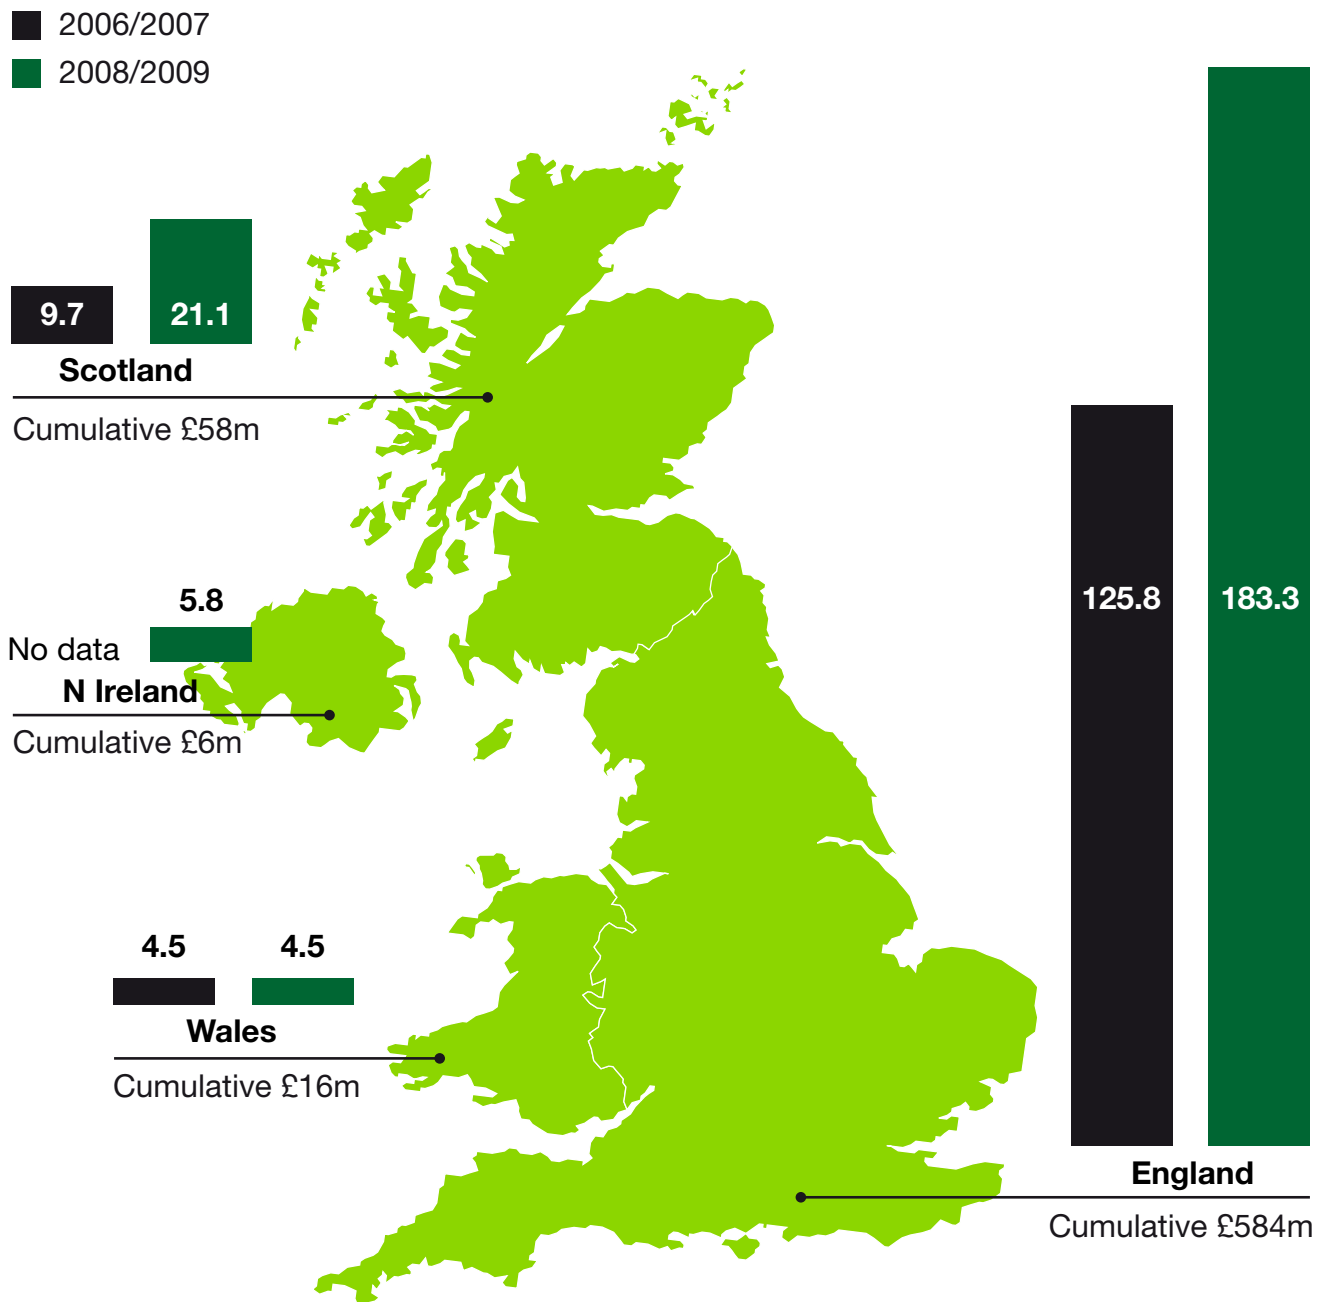 2006/2007
2008/2009
9.7
21.1
Scotland
Cumulative £58m
5.8
No data
N Ireland
Cumulative £6m
4.5
4.5
Wales
Cumulative £16m
125.8
183.3
England
Cumulative £584m